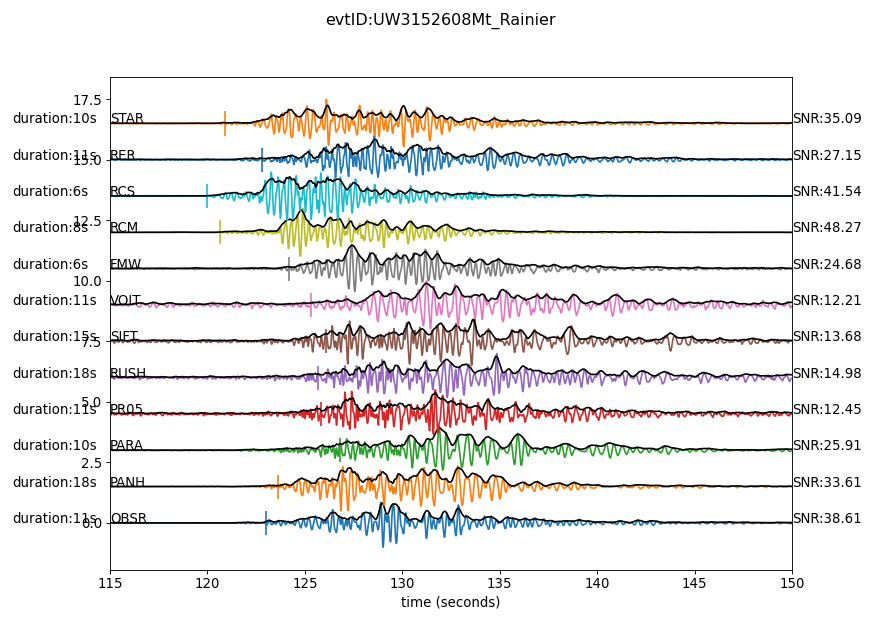 evtID:UW3152608Mt_Rainier
17.5
duration:10s STAR SNR:35.09
duration:11s RER SNR:27.15
15.0
duration:6s RCS SNR:41.54
12.5
duration:8s RCM SNR:48.27
duration:6s FMW SNR:24.68
10.0
duration:11s VOIT SNR:12.21
duration:15s SIFT SNR:13.68
7.5
duration:18s RUSH SNR:14.98
5.0
duration:11s PR05 SNR:12.45
duration:10s PARA SNR:25.91
2.5
duration:18s PANH SNR:33.61
duration:11s OBSR SNR:38.61
0.0
115 120 125 130 135 140 145 150
time (seconds)